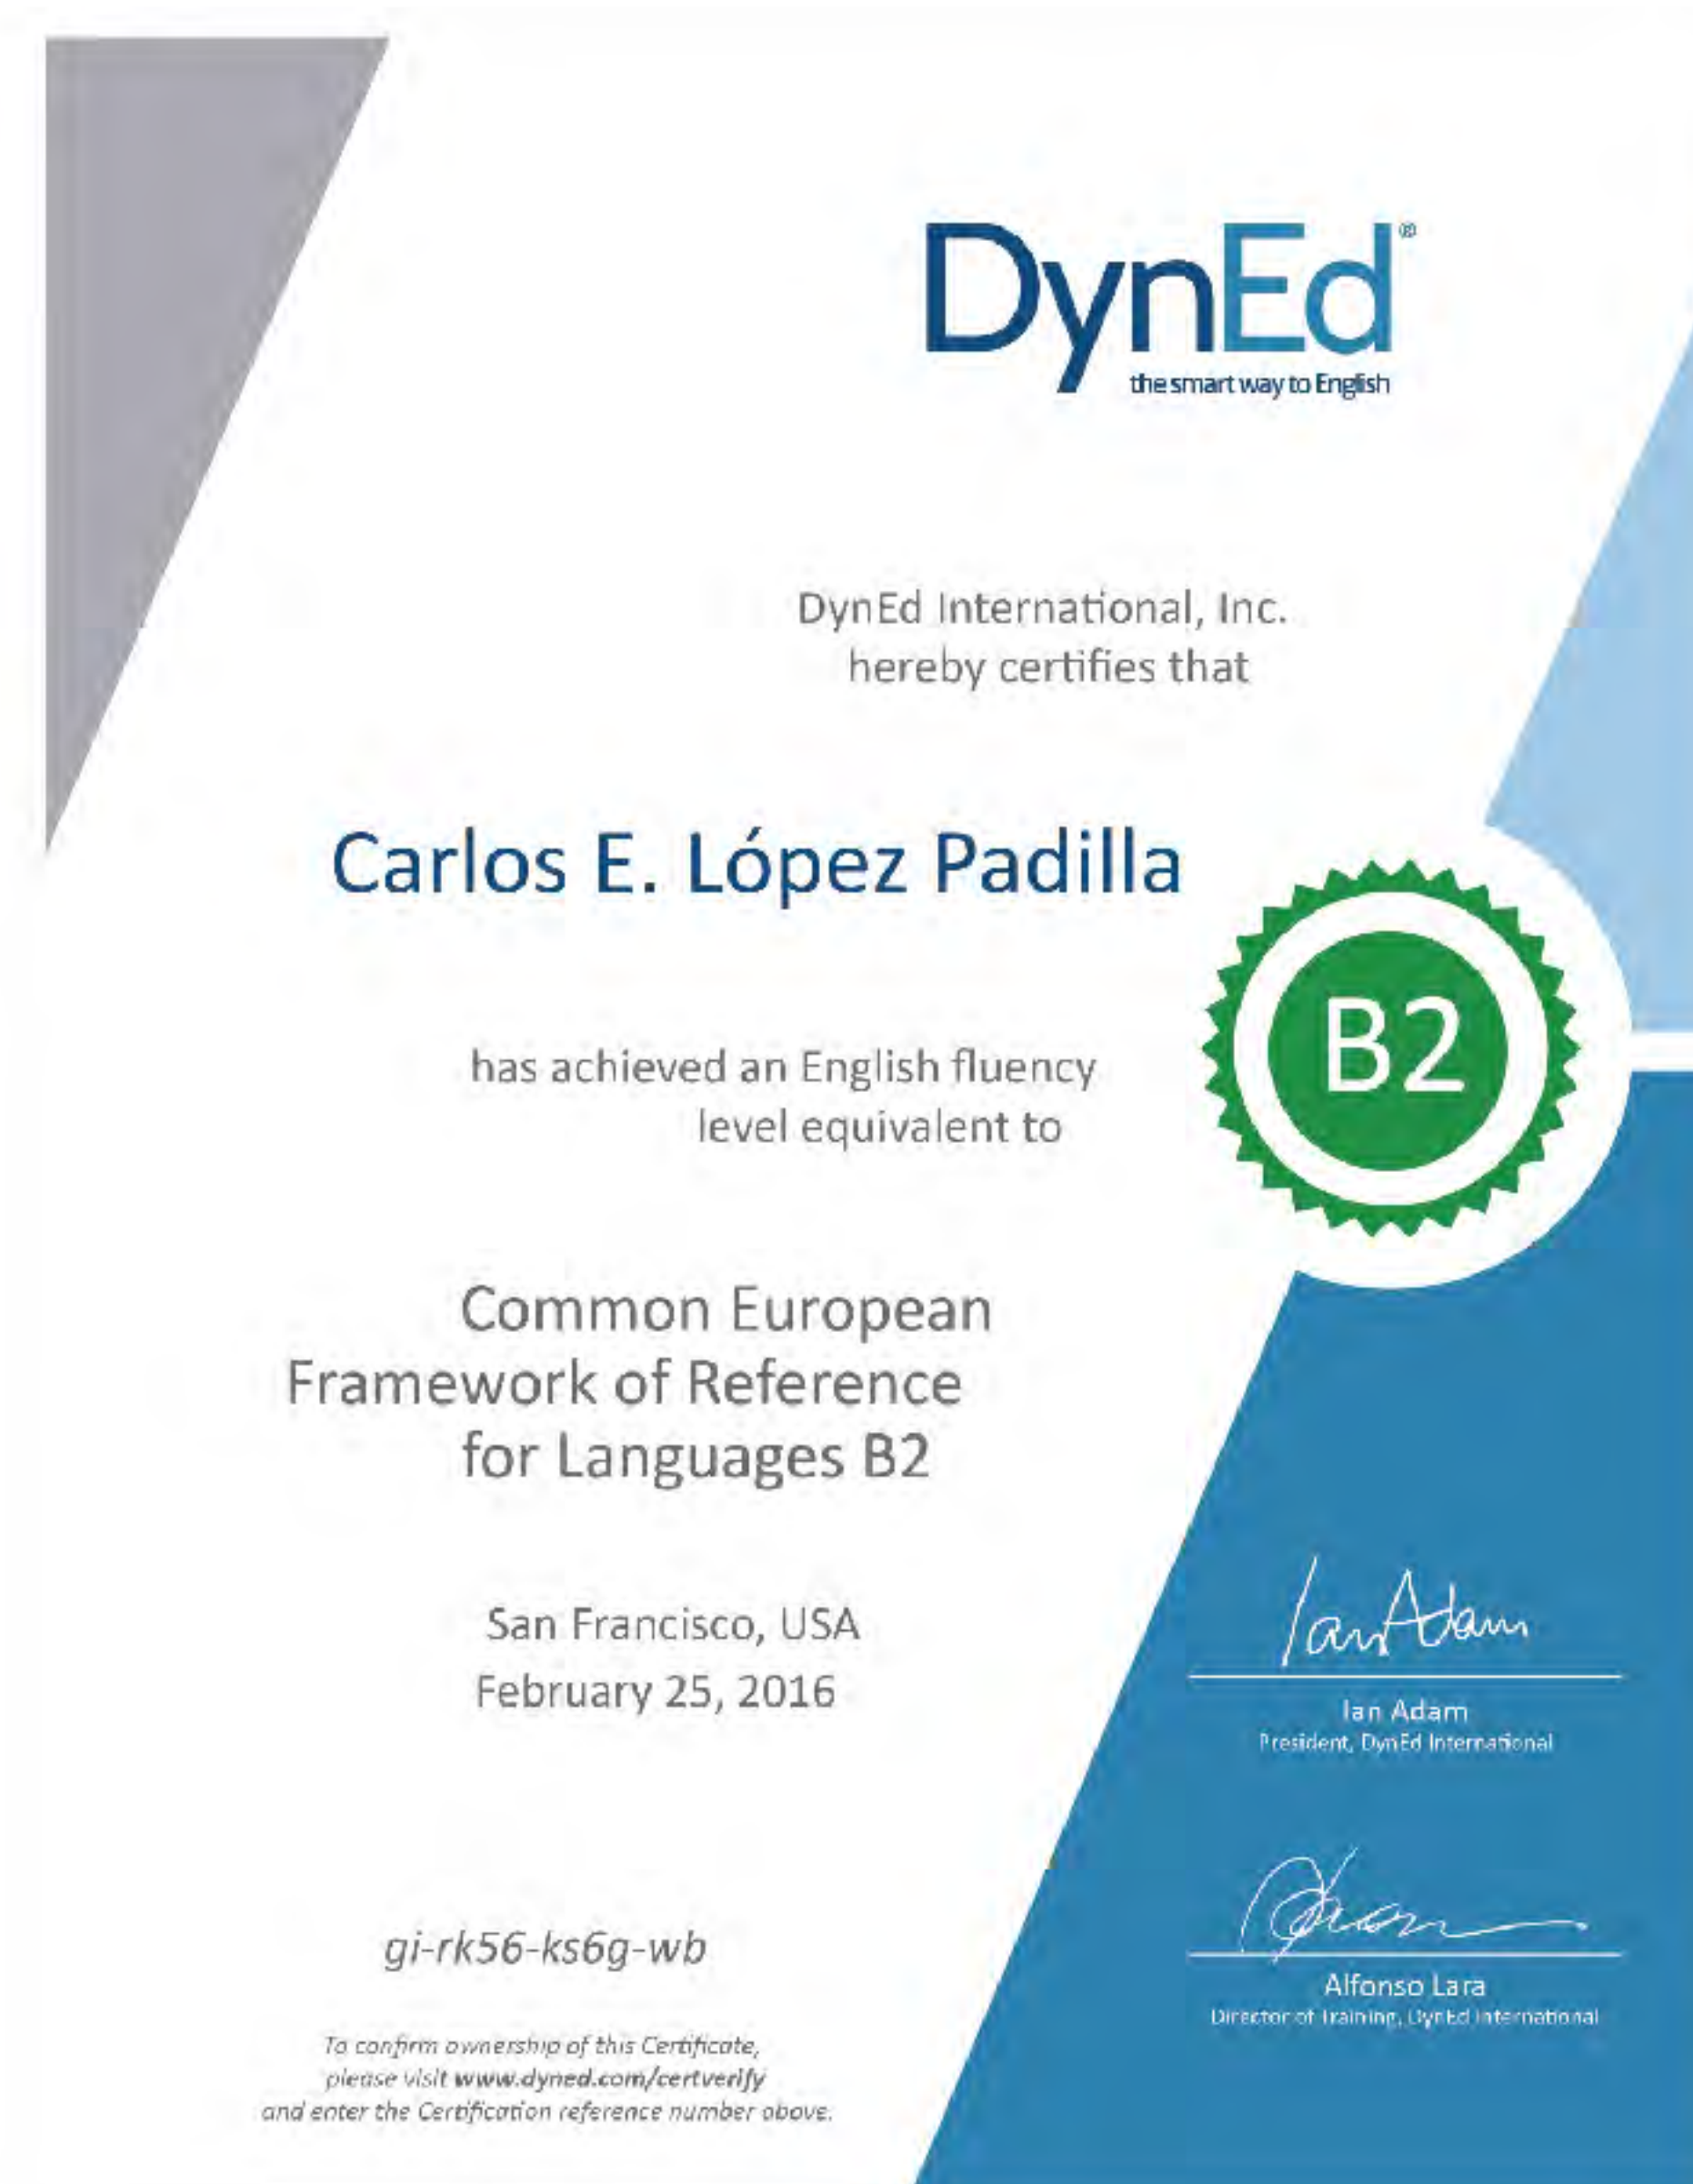 DynEd®
the smart way to English
DynEd International, Inc.
hereby certifies that
Carlos E. López Padilla
B2
has achieved an English fluency
level equivalent to
Common European
Framework of Reference
for Languages B2
San Francisco, USA
February 25, 2016
Ian Adam
Ian Adam
President, DynEd International
Alfonso Lara
Director of Training, DynEd International
gi-rk56-ks6g-wb
To confirm ownership of this Certificate,
please visit www.dyned.com/certverify
and enter the Certification reference number above.